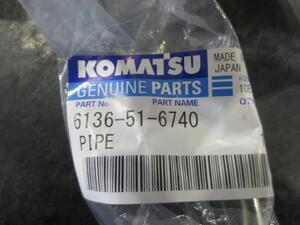 KOMATSU
GENUINE PARTS
MADE
JAPAN
PART No
PART NAME
6136-51-6740
PIPE